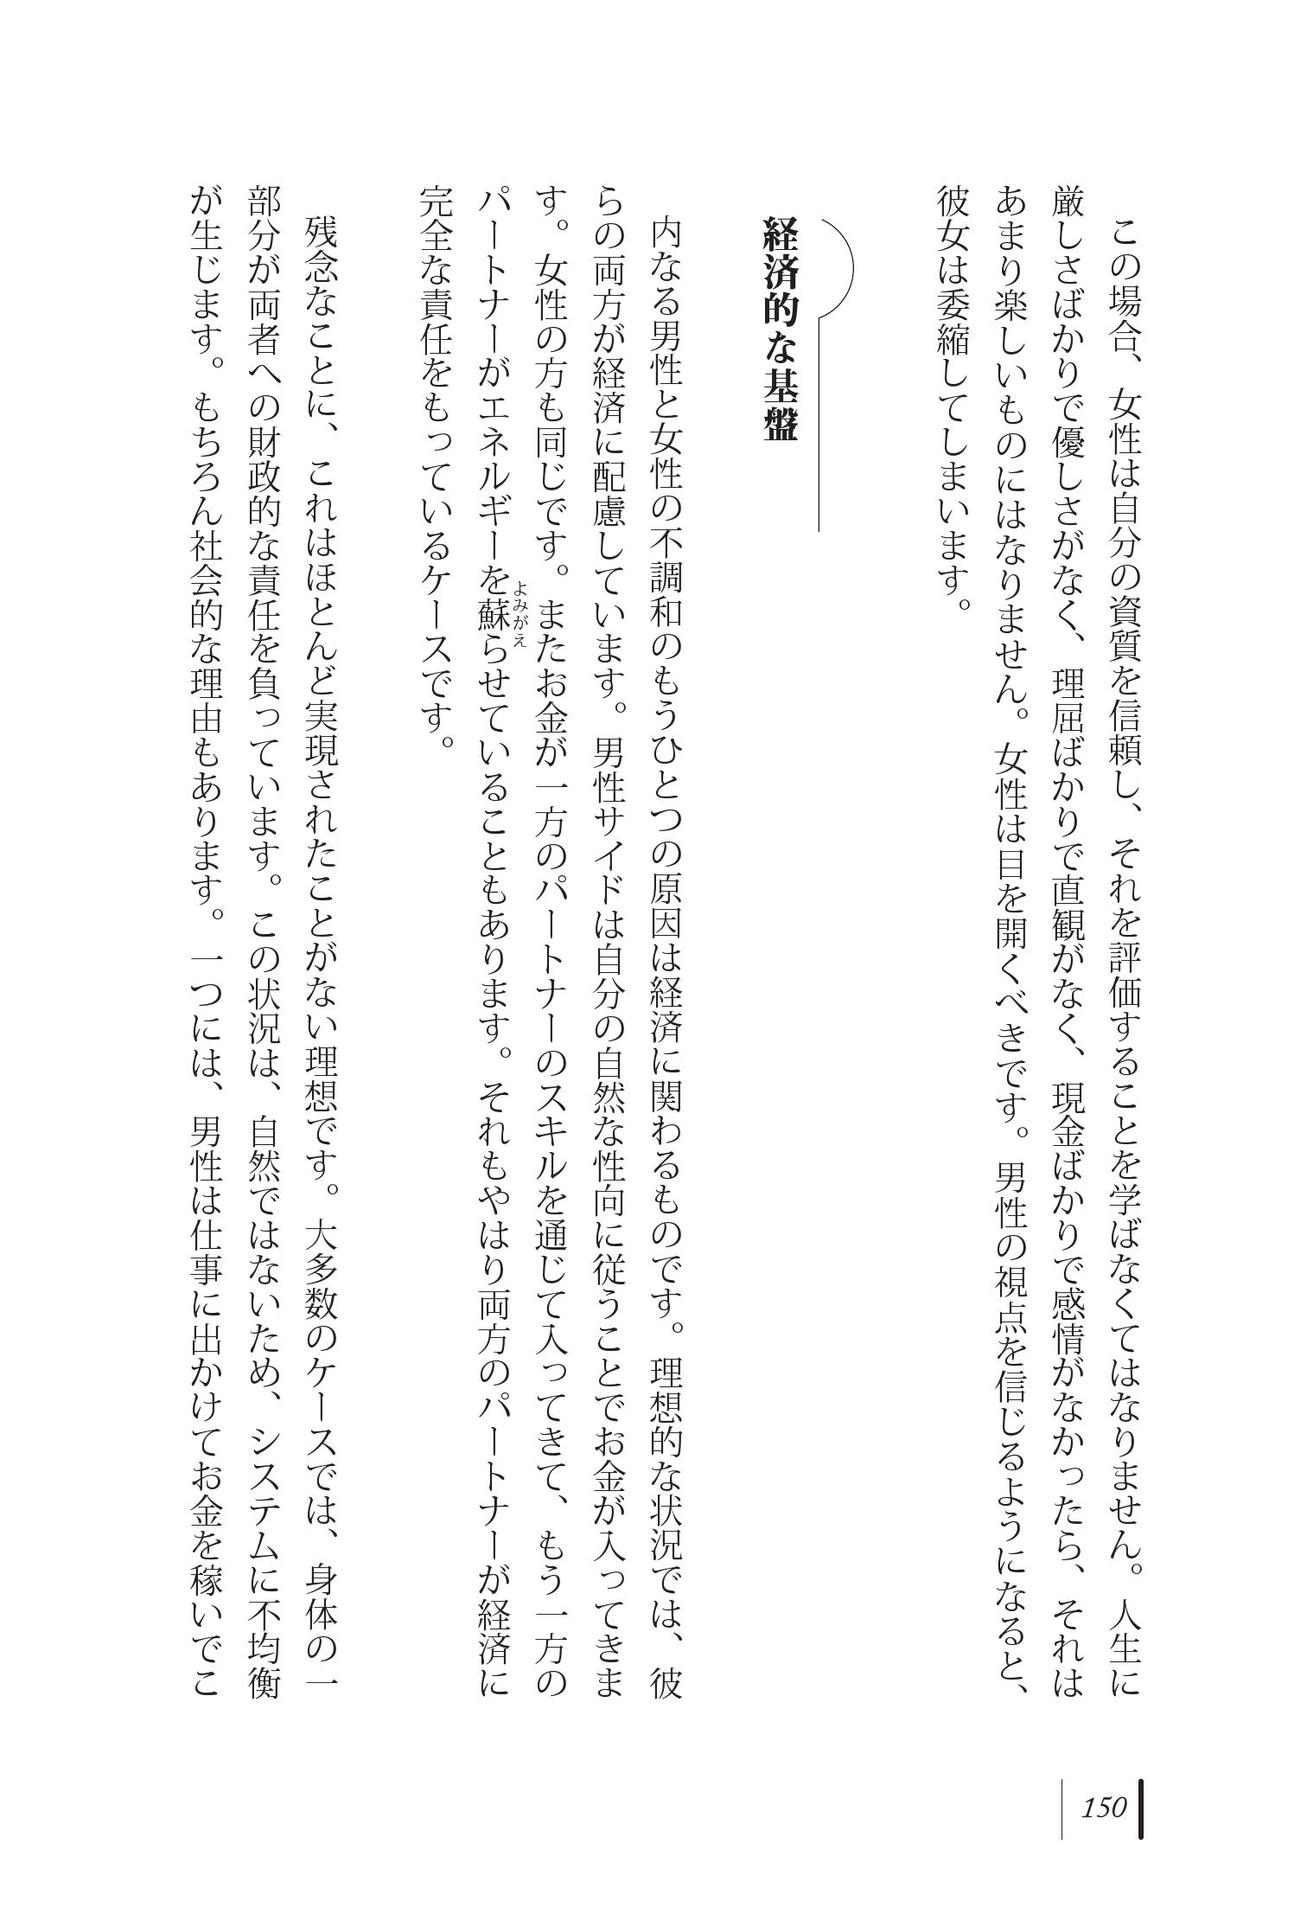 この場合、女性は自分の資質を信頼し、それを評価することを学ばなくてはなりません。人生に
厳しさばかりで優しさがなく、理屈ばかりで直観がなく、現金ばかりで感情がなかったら、それは
あまり楽しいものにはなりません。女性は目を開くべきです。男性の視点を信じるようになると、
彼女は委縮してしまいます。
経済的な基盤
内なる男性と女性の不調和のもうひとつの原因は経済に関わるものです。理想的な状況では、彼
らの両方が経済に配慮しています。男性サイドは自分の自然な性向に従うことでお金が入ってきま
す。女性の方も同じです。またお金が一方のパートナーのスキルを通じて入ってきて、もう一方の
よみがえ
パートナーがエネルギーを蘇らせていることもあります。それもやはり両方のパートナーが経済に
完全な責任をもっているケースです。
残念なことに、これはほとんど実現されたことがない理想です。大多数のケースでは、身体の一
部分が両者への財政的な責任を負っています。この状況は、自然ではないため、システムに不均衡
が生じます。もちろん社会的な理由もあります。一つには、男性は仕事に出かけてお金を稼いでこ
150